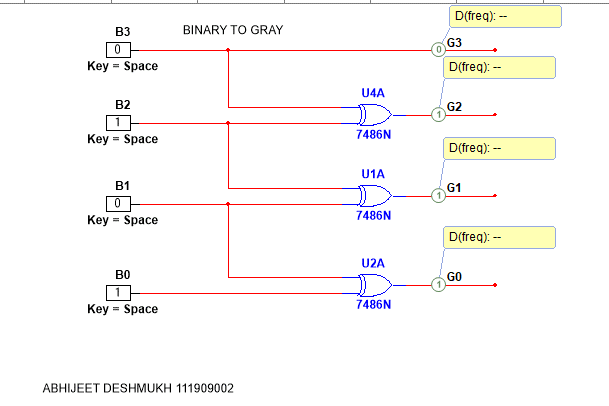 D(freq): --
B3
BINARY TO GRAY
0
0
G3
Key = Space
D(freq): --
U4A
B2
1
1
G2
Key = Space
7486N
D(freq): --
U1A
B1
0
1
G1
Key = Space
7486N
D(freq): --
U2A
B0
1
1
G0
Key = Space
7486N
ABHIJEET DESHMUKH 111909002